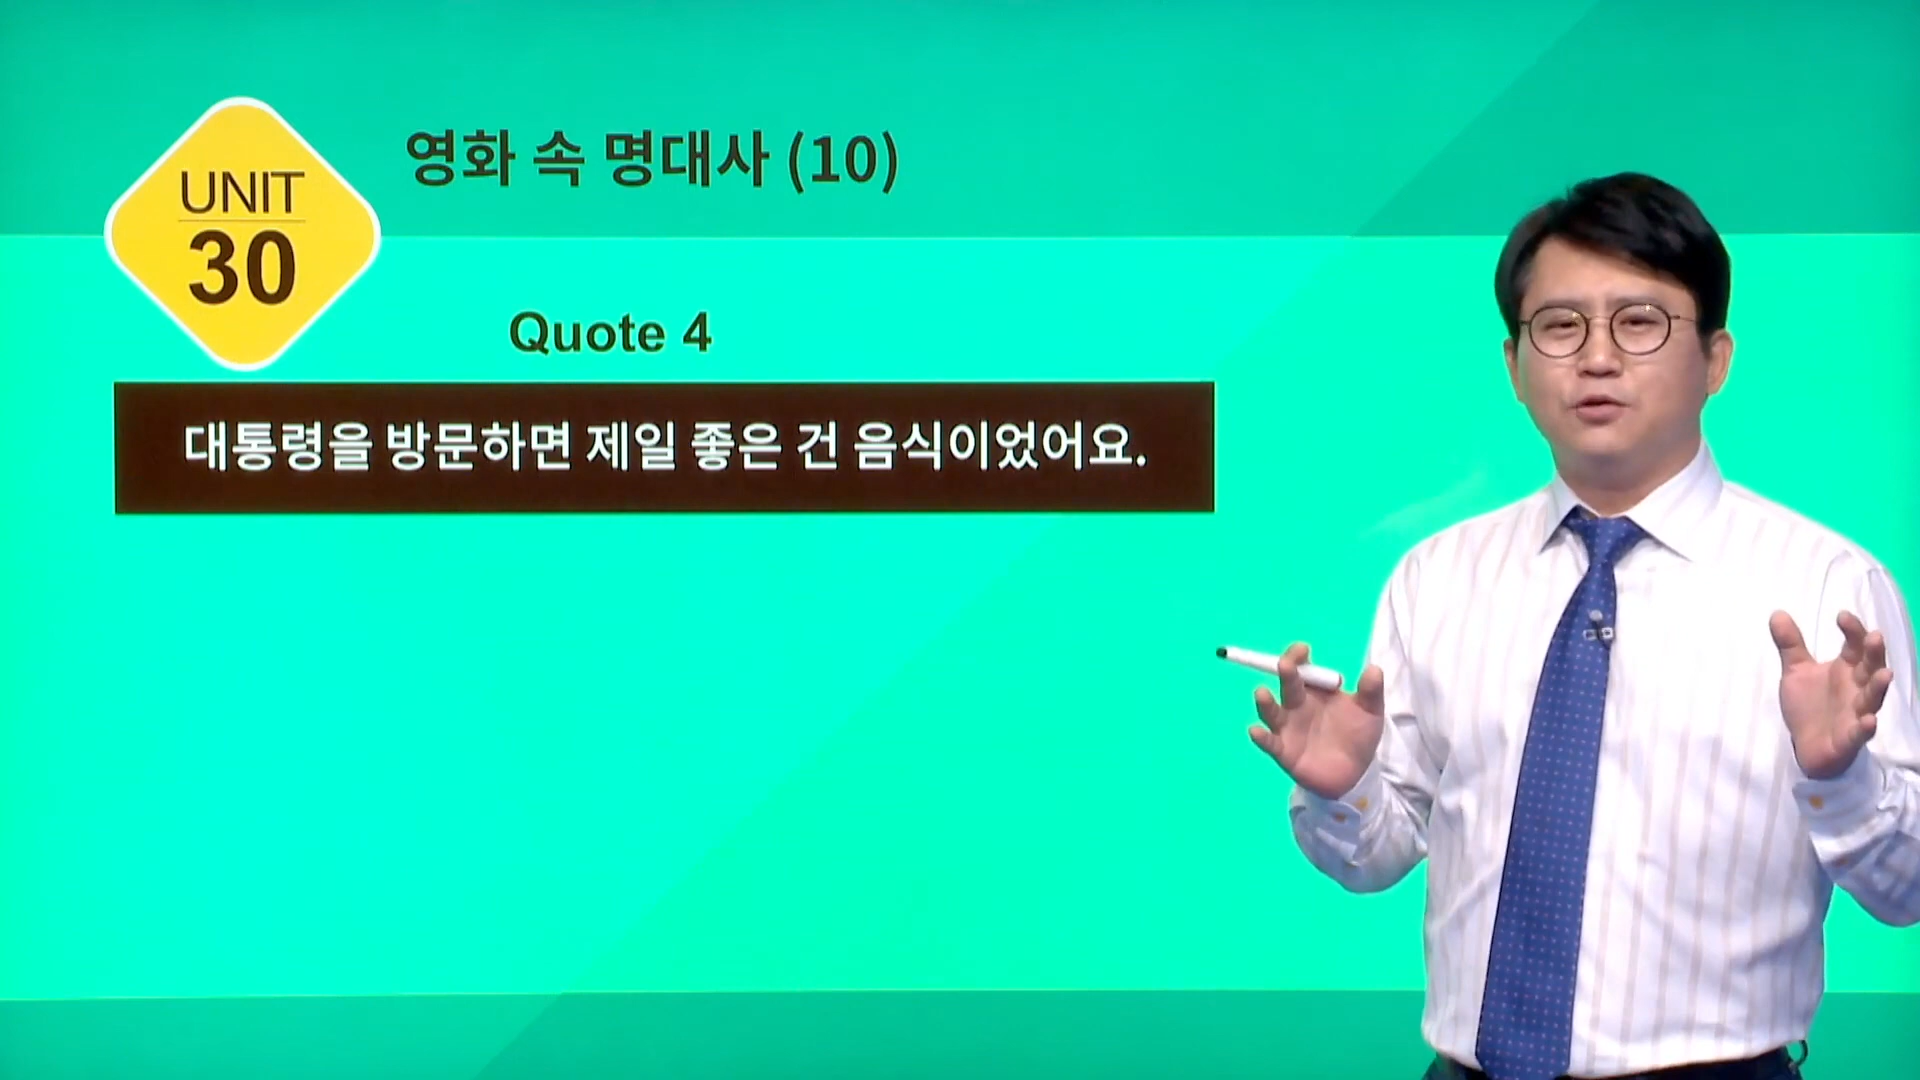 UNIT
30
영화 속 명대사 (10)
Quote 4
대통령을 방문하면 제일 좋은 건 음식이었어요.